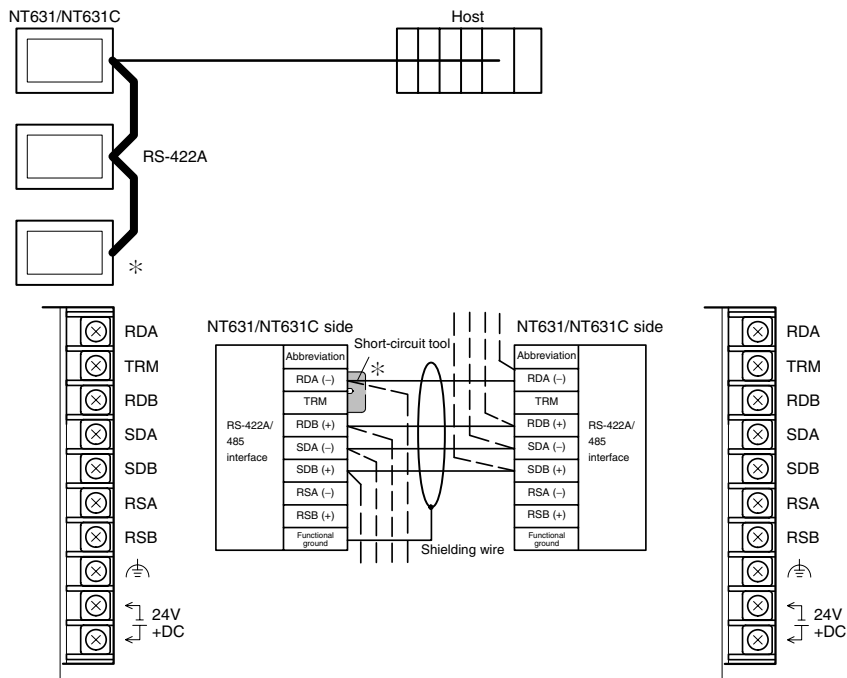 NT631/NT631C
Host
RS-422A
*
RDA
TRM
RDB
SDA
SDB
RSA
RSB
24V
+DC
NT631/NT631C side
Short-circuit tool
*
RS-422A/
485
interface
Abbreviation
RDA (–)
TRM
RDB (+)
SDA (–)
SDB (+)
RSA (–)
RSB (+)
Functional
ground
Shielding wire
NT631/NT631C side
Abbreviation
RDA (–)
TRM
RDB (+)
SDA (–)
SDB (+)
RSA (–)
RSB (+)
Functional
ground
RS-422A/
485
interface
RDA
TRM
RDB
SDA
SDB
RSA
RSB
24V
+DC